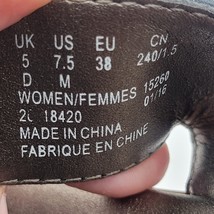 UK US EU CN
5 7.5 38 240/1.5
D M
WOMEN/FEMMES 15260
18420 01/16
MADE IN CHINA
FABRIQUE EN CHINE